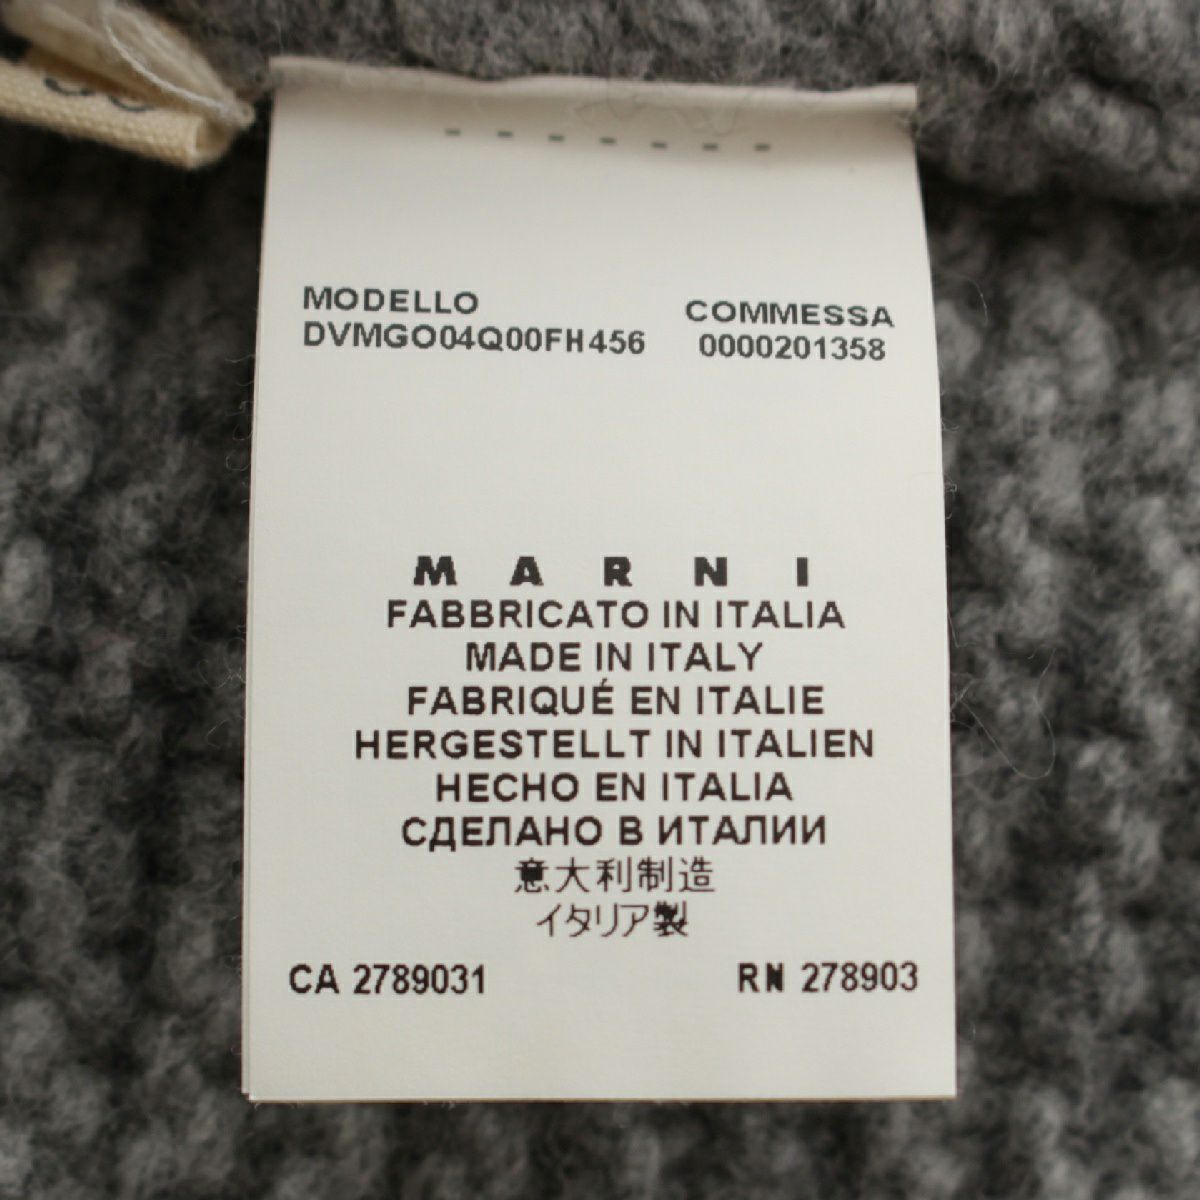 MODELLO COMMESSA
DVMGO04Q00FH456 0000201358
MARNI
FABBRICATO IN ITALIA
MADE IN ITALY
FABRIQUÉ EN ITALIE
HERGESTELLT IN ITALIEN
HECHO EN ITALIA
СДЕЛАНО В ИТАЛИИ
意大利制造
イタリア製
CA 2789031 RN 278903